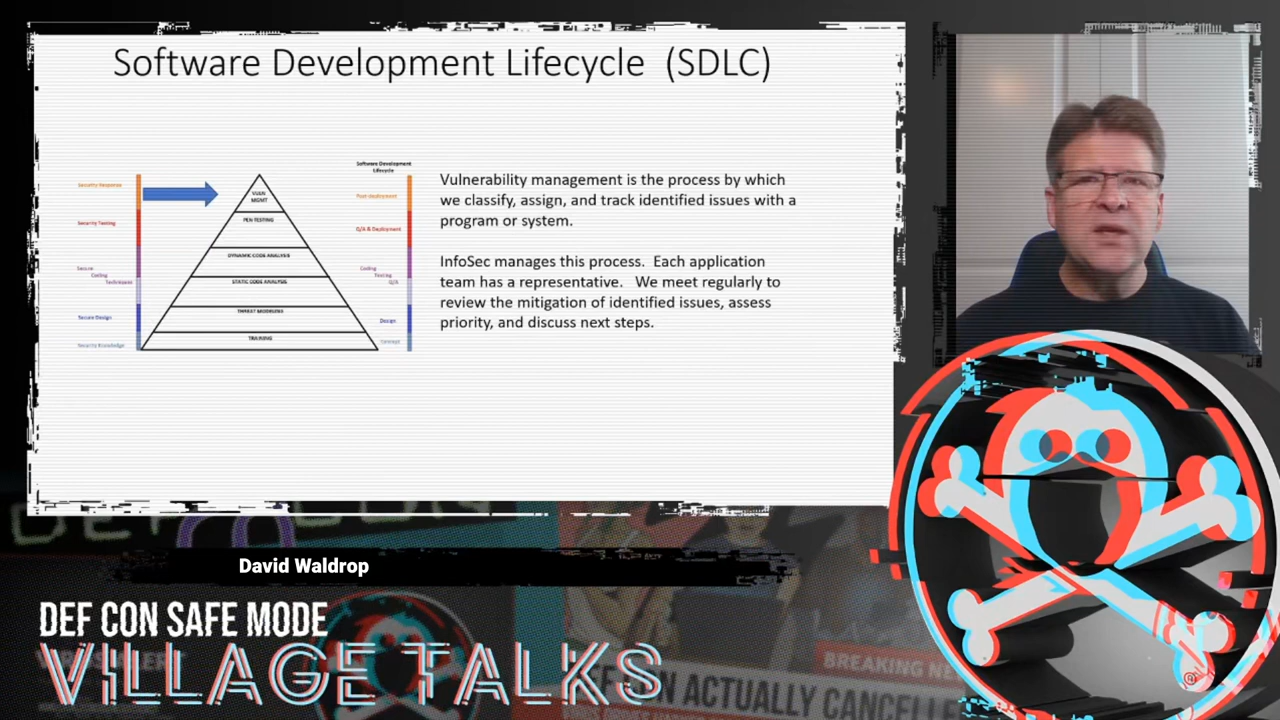 Software Development Lifecycle (SDLC)
Software Development
Lifecycle
Security Response
Security Testing
Secure
Coding
Techniques
Secure Design
Security Knowledge
VULN
MGMT
PEN TESTING
DYNAMIC CODE ANALYSIS
STATIC CODE ANALYSIS
THREAT MODELING
TRAINING
Post-deployment
Q/A & Deployment
Coding
Testing
Q/A
Design
Concept
Vulnerability management is the process by which
we classify, assign, and track identified issues with a
program or system.
InfoSec manages this process. Each application
team has a representative. We meet regularly to
review the mitigation of identified issues, assess
priority, and discuss next steps.
David Waldrop
DEF CON SAFE MODE
VILLAGE TALKS
BREAKING NE
CON ACTUALLY CANCELLE